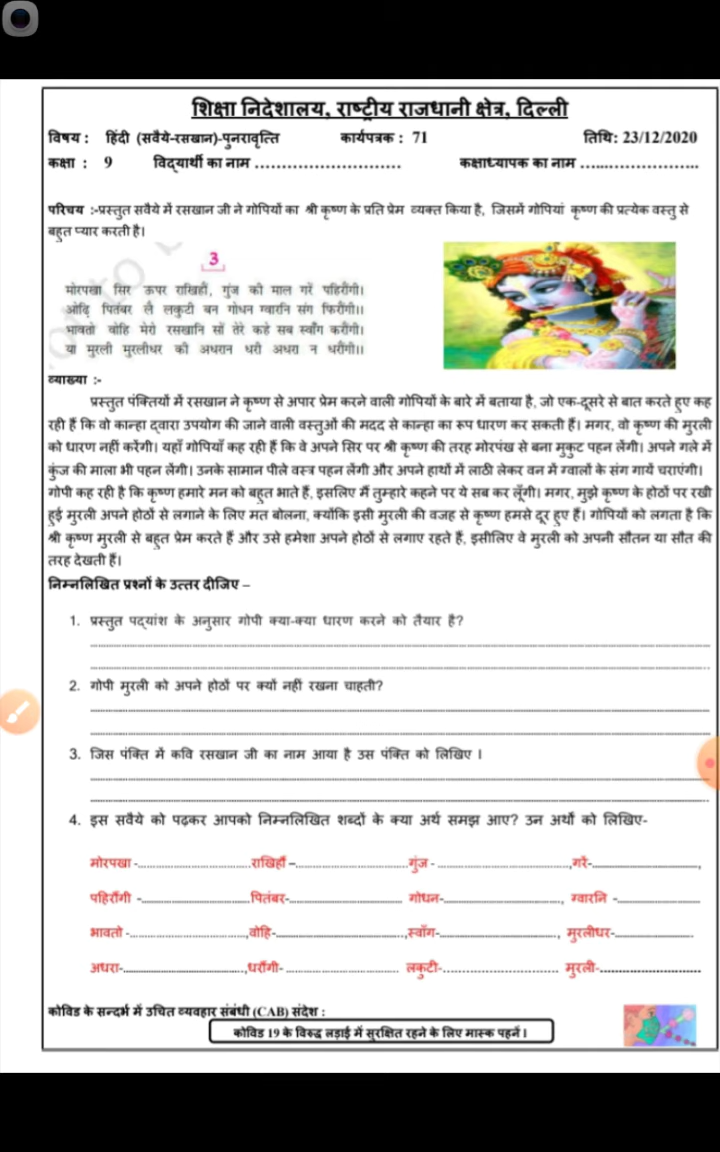 शिक्षा निदेशालय, राष्ट्रीय राजधानी क्षेत्र, दिल्ली
विषय : हिंदी (सवैये-रसखान)-पुनरावृत्ति कार्यपत्रक : 71 तिथि: 23/12/2020
कक्षा : 9 विद्यार्थी का नाम ............................ कक्षाध्यापक का नाम .......................
परिचय :-प्रस्तुत सवैये में रसखान जी ने गोपियों का श्री कृष्ण के प्रति प्रेम व्यक्त किया है, जिसमें गोपियां कृष्ण की प्रत्येक वस्तु से
बहुत प्यार करती है।
3
मोरपखा सिर ऊपर राखिहौं, गुंज की माल गरें पहिरौंगी।
ओढ़ि पितंबर लै लकुटी बन गोधन ग्वारनि संग फिरौंगी।।
भावतो वोहि मेरो रसखानि सों तेरे कहे सब स्वाँग करौंगी।
या मुरली मुरलीधर की अधरान धरी अधरा न धरौंगी।।
व्याख्या :-
प्रस्तुत पंक्तियों में रसखान ने कृष्ण से अपार प्रेम करने वाली गोपियों के बारे में बताया है, जो एक-दूसरे से बात करते हुए कह
रही हैं कि वो कान्हा द्वारा उपयोग की जाने वाली वस्तुओं की मदद से कान्हा का रूप धारण कर सकती हैं। मगर, वो कृष्ण की मुरली
को धारण नहीं करेंगी। यहाँ गोपियाँ कह रही हैं कि वे अपने सिर पर श्री कृष्ण की तरह मोरपंख से बना मुकुट पहन लेंगी। अपने गले में
कुंज की माला भी पहन लेंगी। उनके सामान पीले वस्त्र पहन लेंगी और अपने हाथों में लाठी लेकर वन में ग्वालों के संग गायें चराएंगी।
गोपी कह रही है कि कृष्ण हमारे मन को बहुत भाते हैं, इसलिए मैं तुम्हारे कहने पर ये सब कर लूँगी। मगर, मुझे कृष्ण के होठों पर रखी
हुई मुरली अपने होठों से लगाने के लिए मत बोलना, क्योंकि इसी मुरली की वजह से कृष्ण हमसे दूर हुए हैं। गोपियों को लगता है कि
श्री कृष्ण मुरली से बहुत प्रेम करते हैं और उसे हमेशा अपने होठों से लगाए रहते हैं, इसीलिए वे मुरली को अपनी सौतन या सौत की
तरह देखती हैं।
निम्नलिखित प्रश्नों के उत्तर दीजिए –
1. प्रस्तुत पद्यांश के अनुसार गोपी क्या-क्या धारण करने को तैयार है?
2. गोपी मुरली को अपने होठों पर क्यों नहीं रखना चाहती?
3. जिस पंक्ति में कवि रसखान जी का नाम आया है उस पंक्ति को लिखिए ।
4. इस सवैये को पढ़कर आपको निम्नलिखित शब्दों के क्या अर्थ समझ आए? उन अर्थों को लिखिए-
मोरपखा -......................राखिहौं –......................गुंज - ..........................,गरें-.....................,
पहिरौंगी -.....................पितंबर-...................... गोधन-......................., ग्वारनि -................
भावतो -......................,वोहि-........................,स्वाँग-......................., मुरलीधर-................
अधरा-.......................,धरौंगी- ...................... लकुटी-....................... मुरली-...................
कोविड के सन्दर्भ में उचित व्यवहार संबंधी (CAB) संदेश :
कोविड 19 के विरुद्ध लड़ाई में सुरक्षित रहने के लिए मास्क पहनें ।